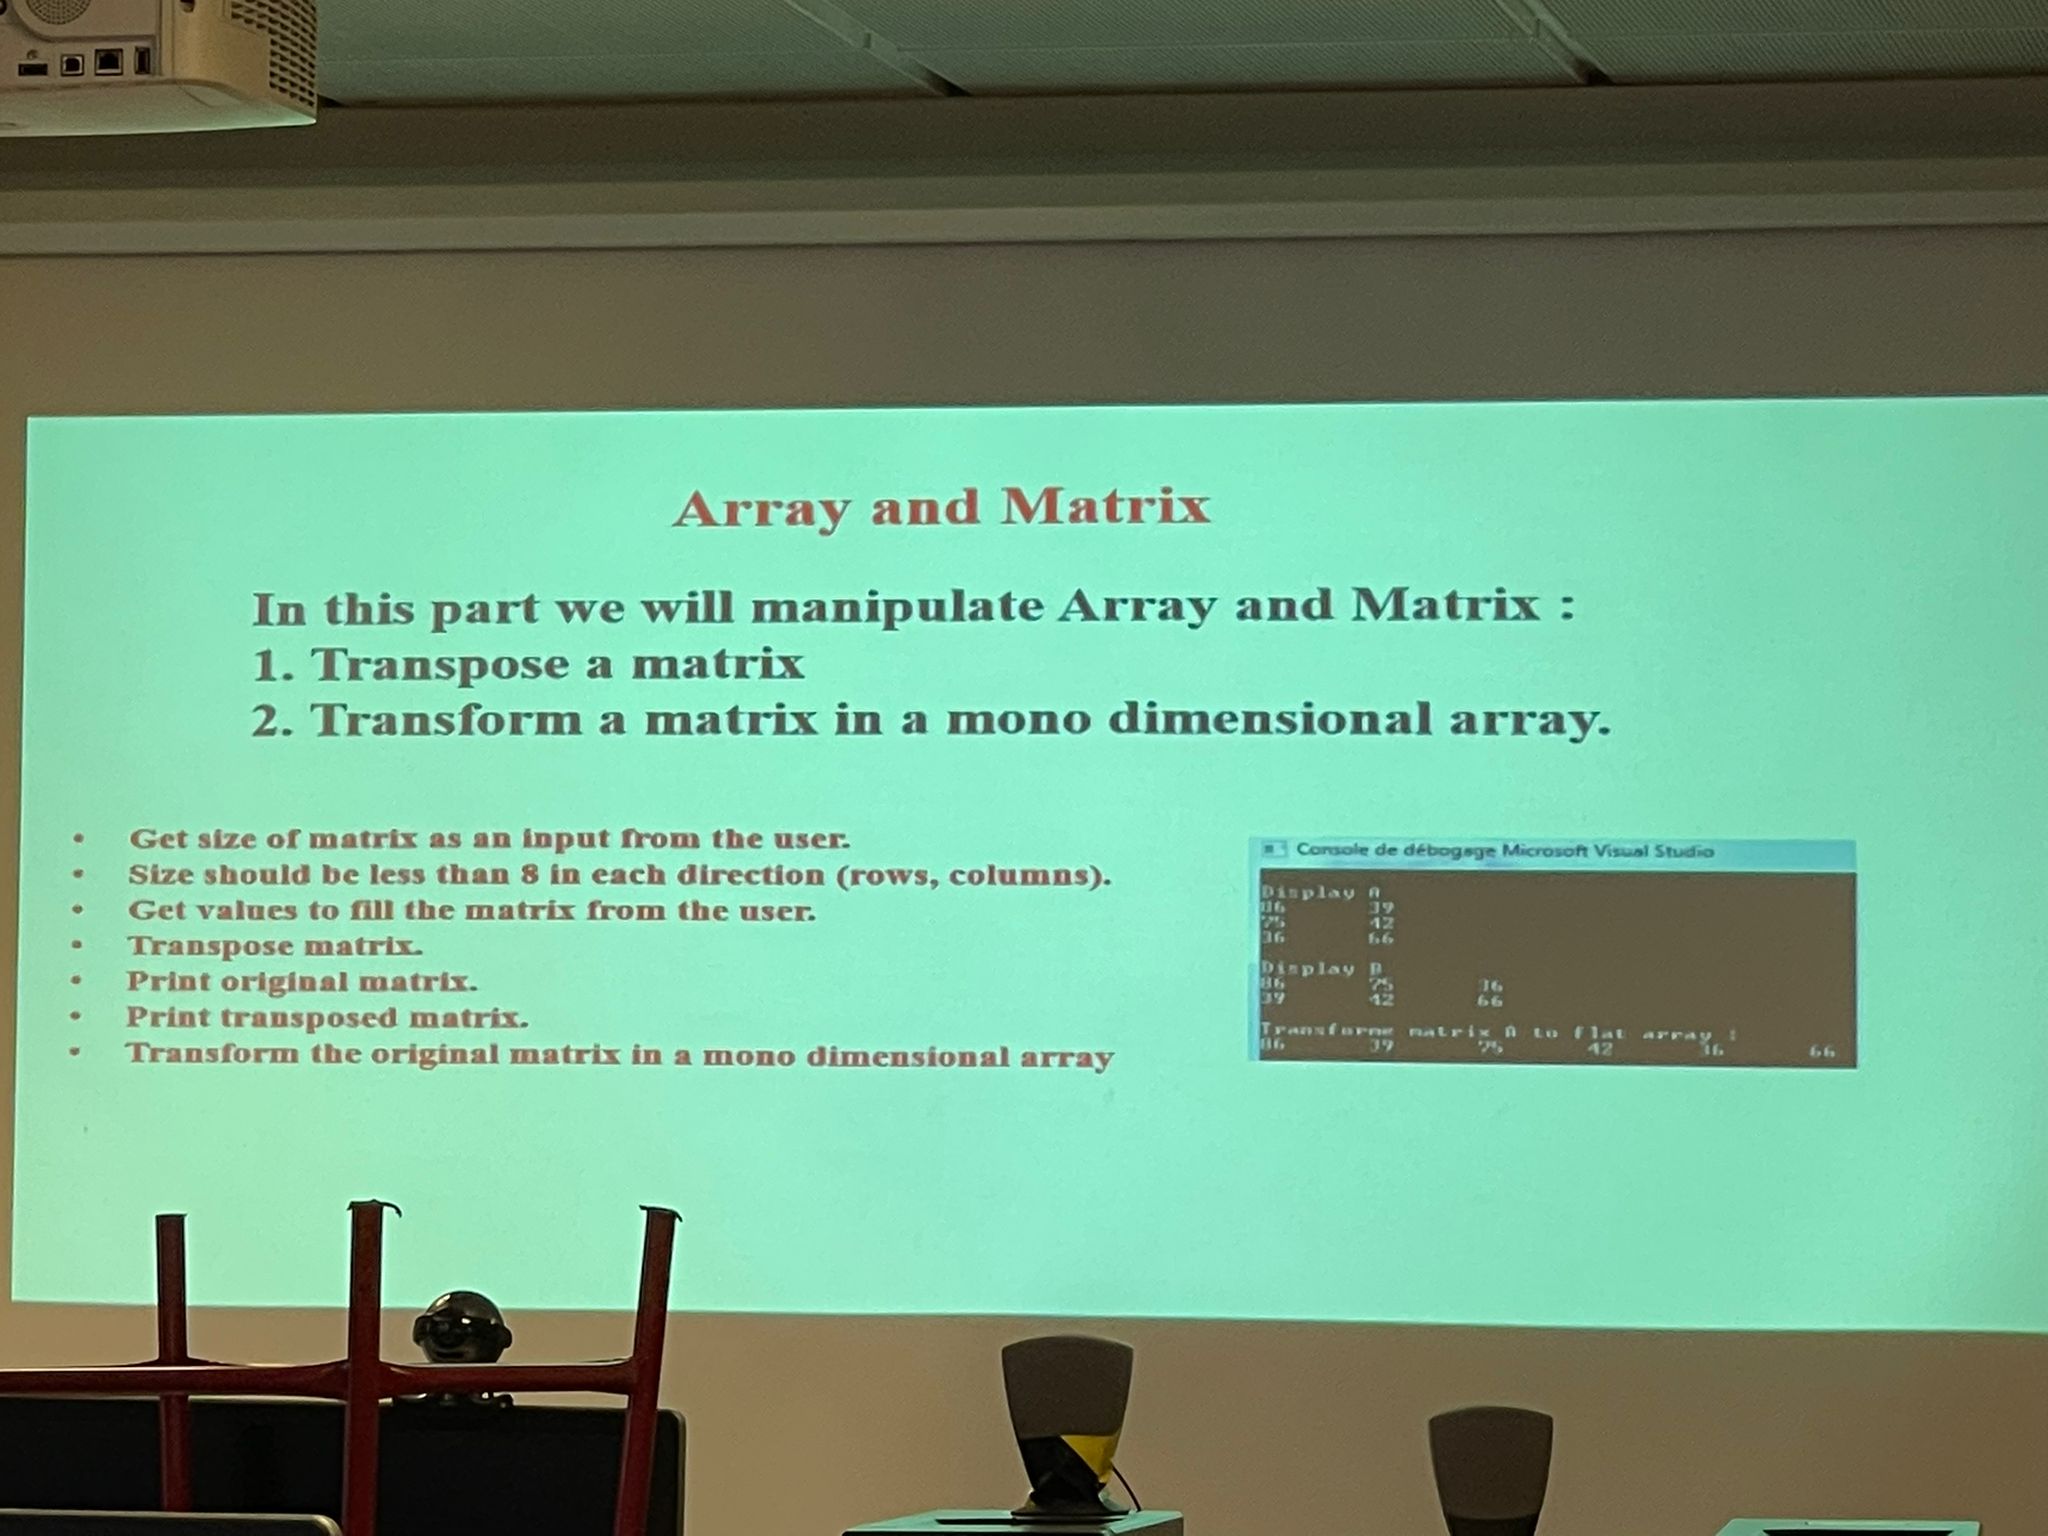 Array and Matrix
In this part we will manipulate Array and Matrix :
1. Transpose a matrix
2. Transform a matrix in a mono dimensional array.
• Get size of matrix as an input from the user.
• Size should be less than 8 in each direction (rows, columns).
• Get values to fill the matrix from the user.
• Transpose matrix.
• Print original matrix.
• Print transposed matrix.
• Transform the original matrix in a mono dimensional array
Console de débogage Microsoft Visual Studio
Display A
86 39
75 42
36 66
Display B
86 75 36
39 42 66
Transforme matrix A to flat array :
86 39 75 42 36 66